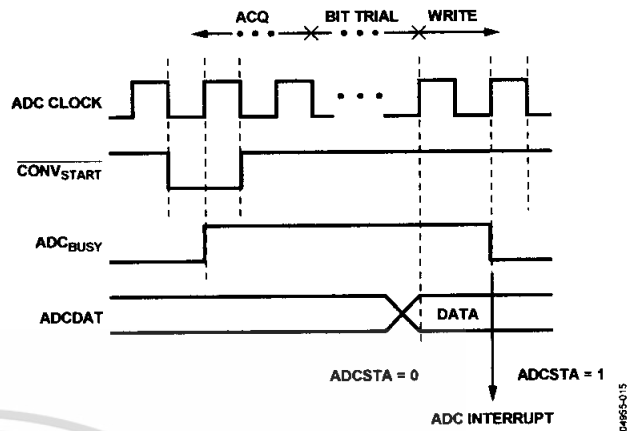 ACQ BIT TRIAL WRITE
ADC CLOCK
CONVSTART
ADCBUSY
ADCDAT
DATA
ADCSTA = 0
ADCSTA = 1
ADC INTERRUPT
04955-015